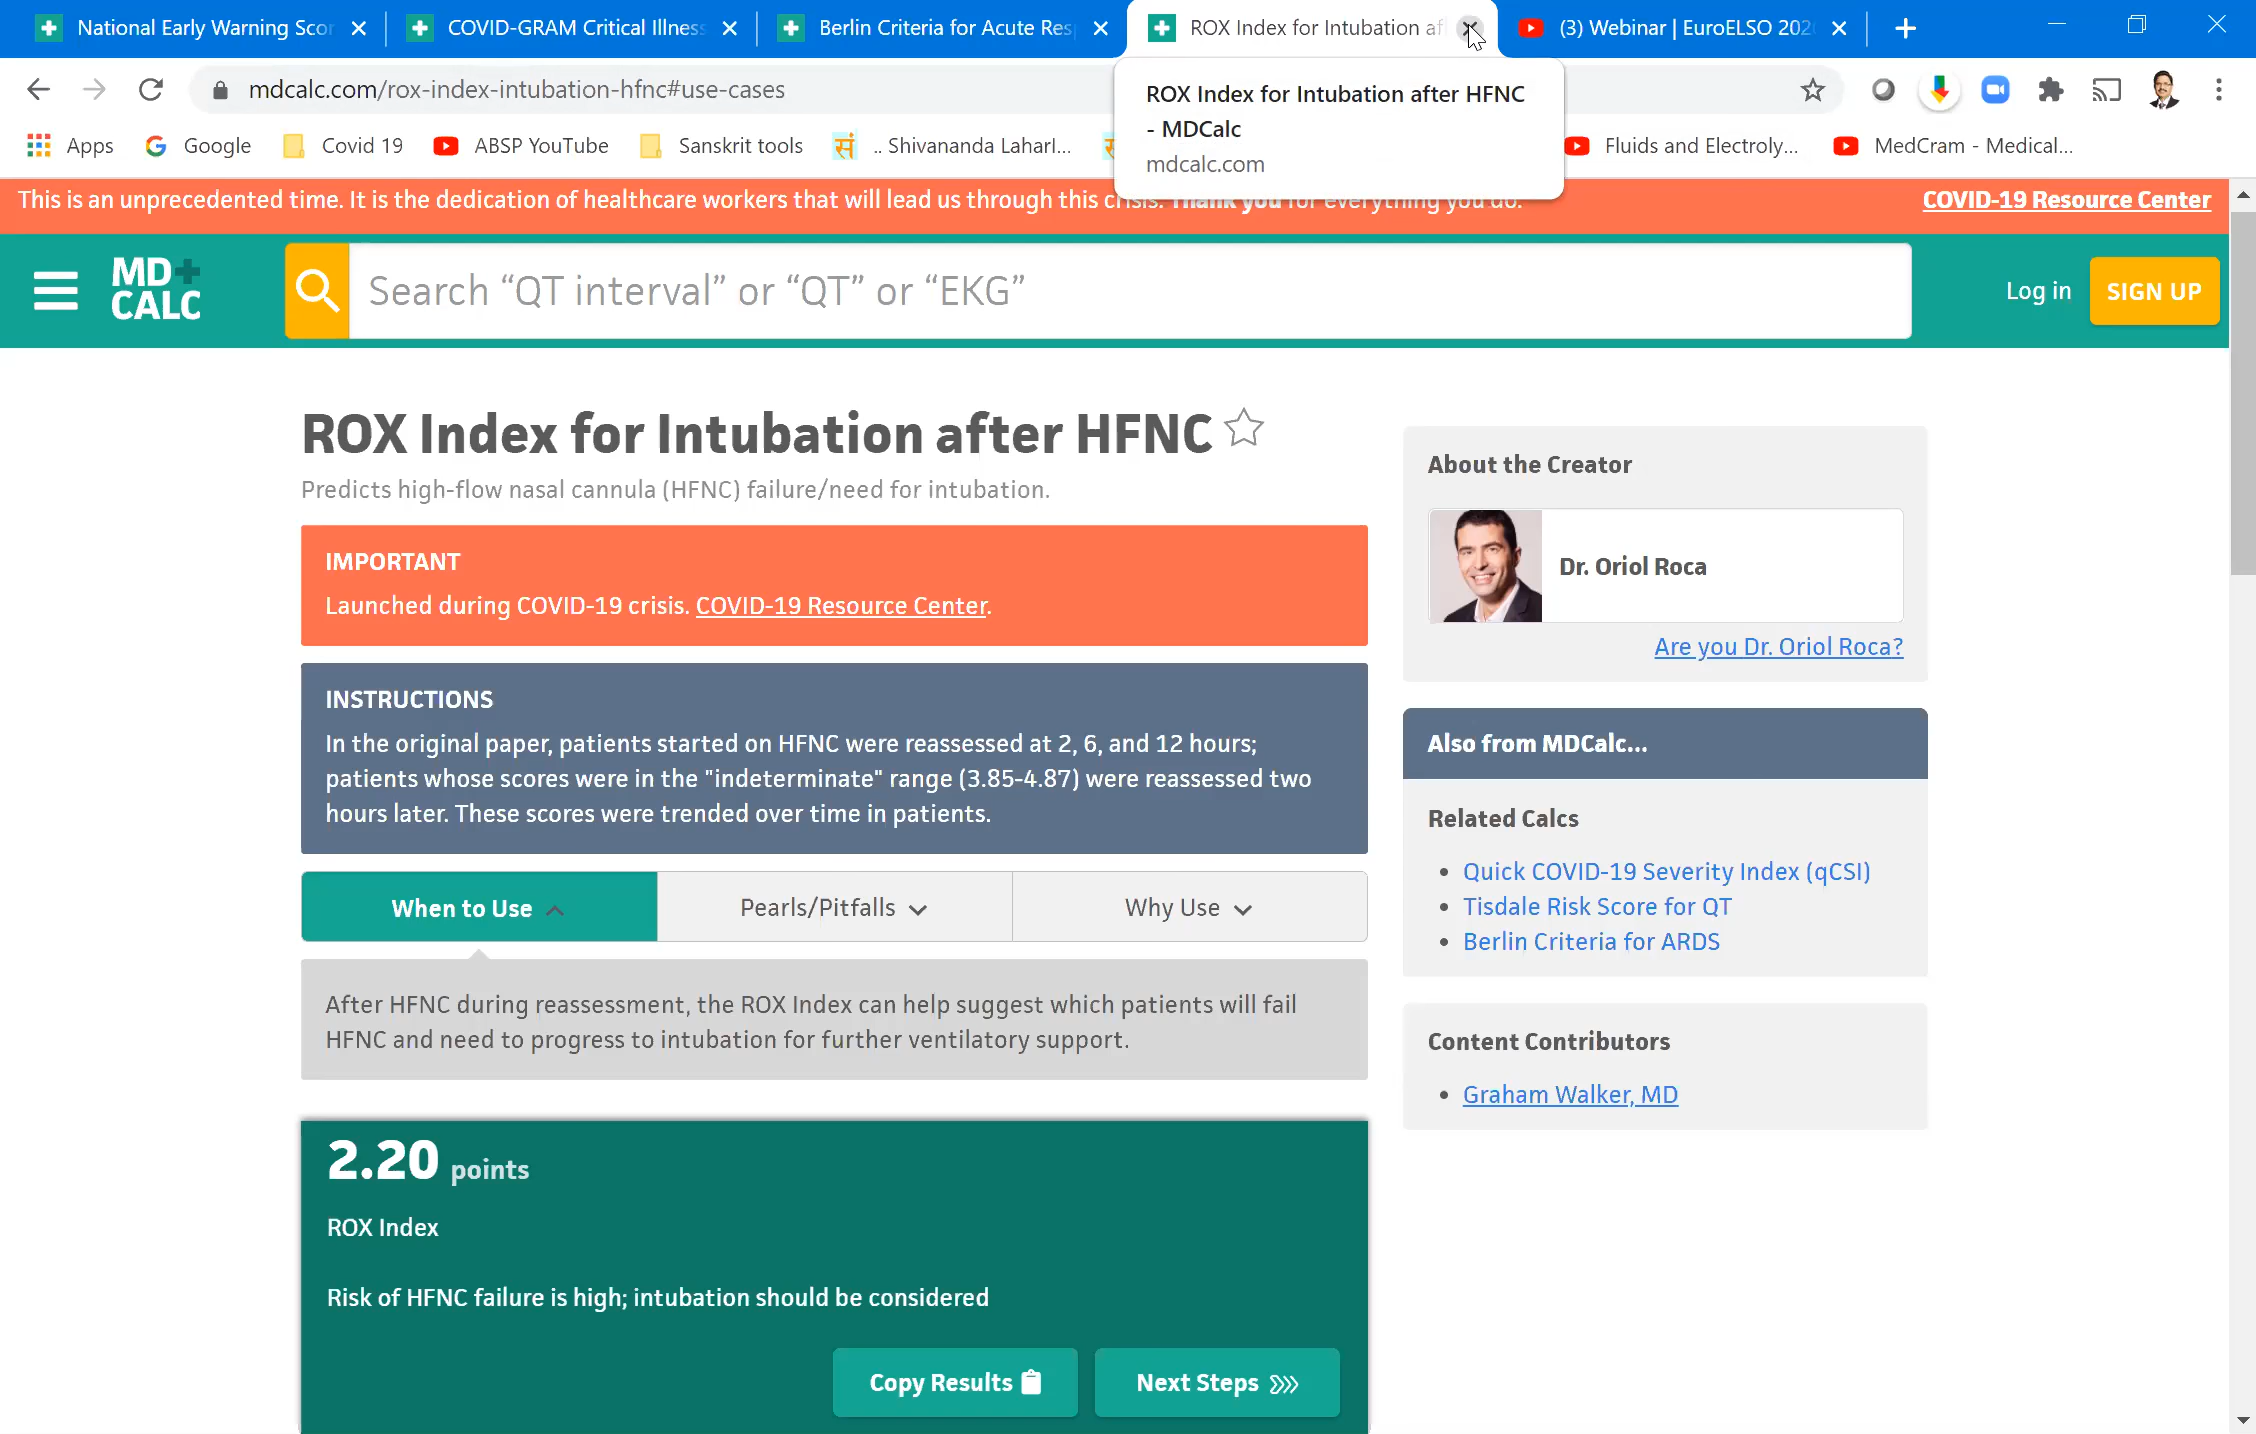 National Early Warning Scor
COVID-GRAM Critical Illness
Berlin Criteria for Acute Res
ROX Index for Intubation af
(3) Webinar | EuroELSO 202
mdcalc.com/rox-index-intubation-hfnc#use-cases
ROX Index for Intubation after HFNC
- MDCalc
mdcalc.com
Apps
Google
Covid 19
ABSP YouTube
Sanskrit tools
.. Shivananda Laharl...
Fluids and Electroly...
MedCram - Medical...
This is an unprecedented time. It is the dedication of healthcare workers that will lead us through this crisis. Thank you for everything you do.
COVID-19 Resource Center
MD
CALC
Search “QT interval” or “QT” or “EKG”
Log in
SIGN UP
ROX Index for Intubation after HFNC
Predicts high-flow nasal cannula (HFNC) failure/need for intubation.
IMPORTANT
Launched during COVID-19 crisis. COVID-19 Resource Center.
INSTRUCTIONS
In the original paper, patients started on HFNC were reassessed at 2, 6, and 12 hours;
patients whose scores were in the "indeterminate" range (3.85-4.87) were reassessed two
hours later. These scores were trended over time in patients.
When to Use
Pearls/Pitfalls
Why Use
After HFNC during reassessment, the ROX Index can help suggest which patients will fail
HFNC and need to progress to intubation for further ventilatory support.
2.20 points
ROX Index
Risk of HFNC failure is high; intubation should be considered
Copy Results
Next Steps
About the Creator
Dr. Oriol Roca
Are you Dr. Oriol Roca?
Also from MDCalc...
Related Calcs
Quick COVID-19 Severity Index (qCSI)
Tisdale Risk Score for QT
Berlin Criteria for ARDS
Content Contributors
Graham Walker, MD